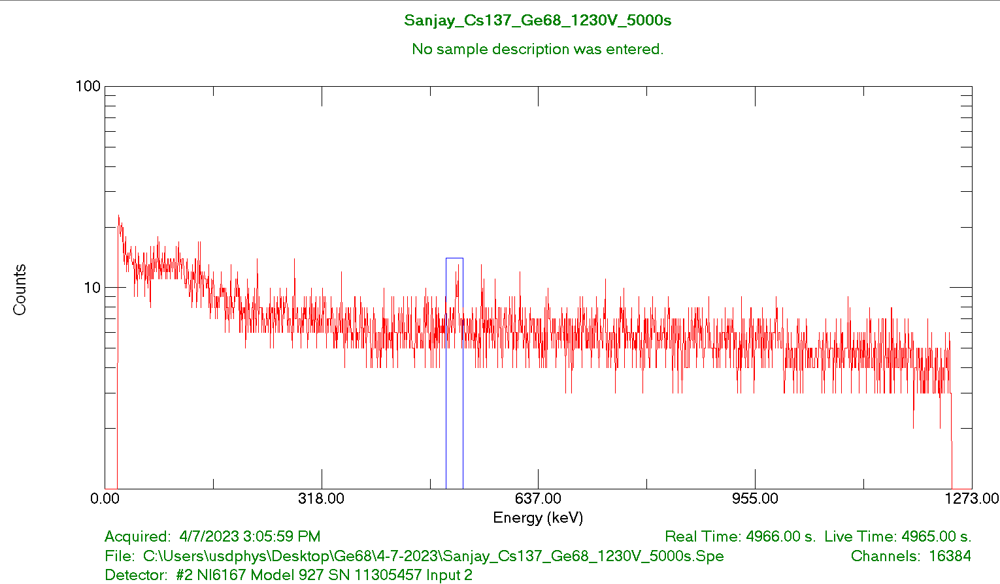 Sanjay_Cs137_Ge68_1230V_5000s
No sample description was entered.
100
10
0
Counts
0.00 318.00 637.00 955.00 1273.00
Energy (keV)
Acquired: 4/7/2023 3:05:59 PM Real Time: 4966.00 s. Live Time: 4965.00 s.
File: C:\Users\usdphys\Desktop\Ge68\4-7-2023\Sanjay_Cs137_Ge68_1230V_5000s.Spe Channels: 16384
Detector: #2 NI6167 Model 927 SN 11305457 Input 2